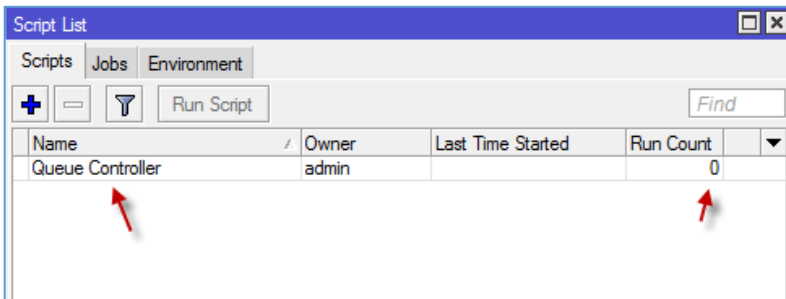 Script List
Scripts Jobs Environment
Run Script Find
Name Owner Last Time Started Run Count
Queue Controller admin 0